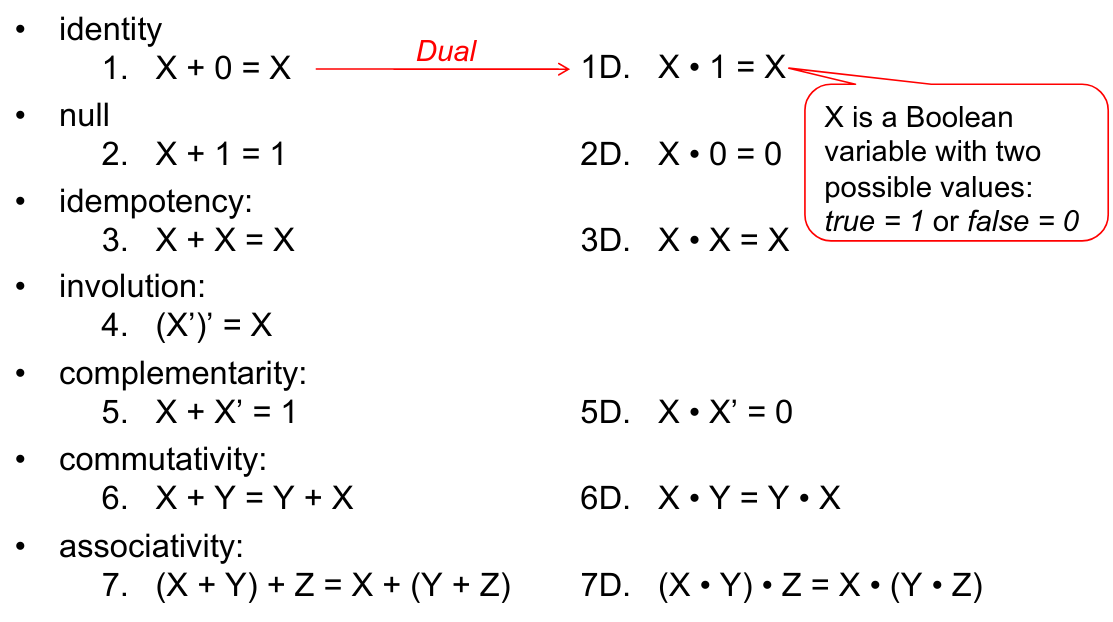 • identity
1. X + 0 = X
Dual
1D. X • 1 = X
• null
2. X + 1 = 1
2D. X • 0 = 0
X is a Boolean
variable with two
possible values:
true = 1 or false = 0
• idempotency:
3. X + X = X
3D. X • X = X
• involution:
4. (X’)’ = X
• complementarity:
5. X + X’ = 1
5D. X • X’ = 0
• commutativity:
6. X + Y = Y + X
6D. X • Y = Y • X
• associativity:
7. (X + Y) + Z = X + (Y + Z)
7D. (X • Y) • Z = X • (Y • Z)